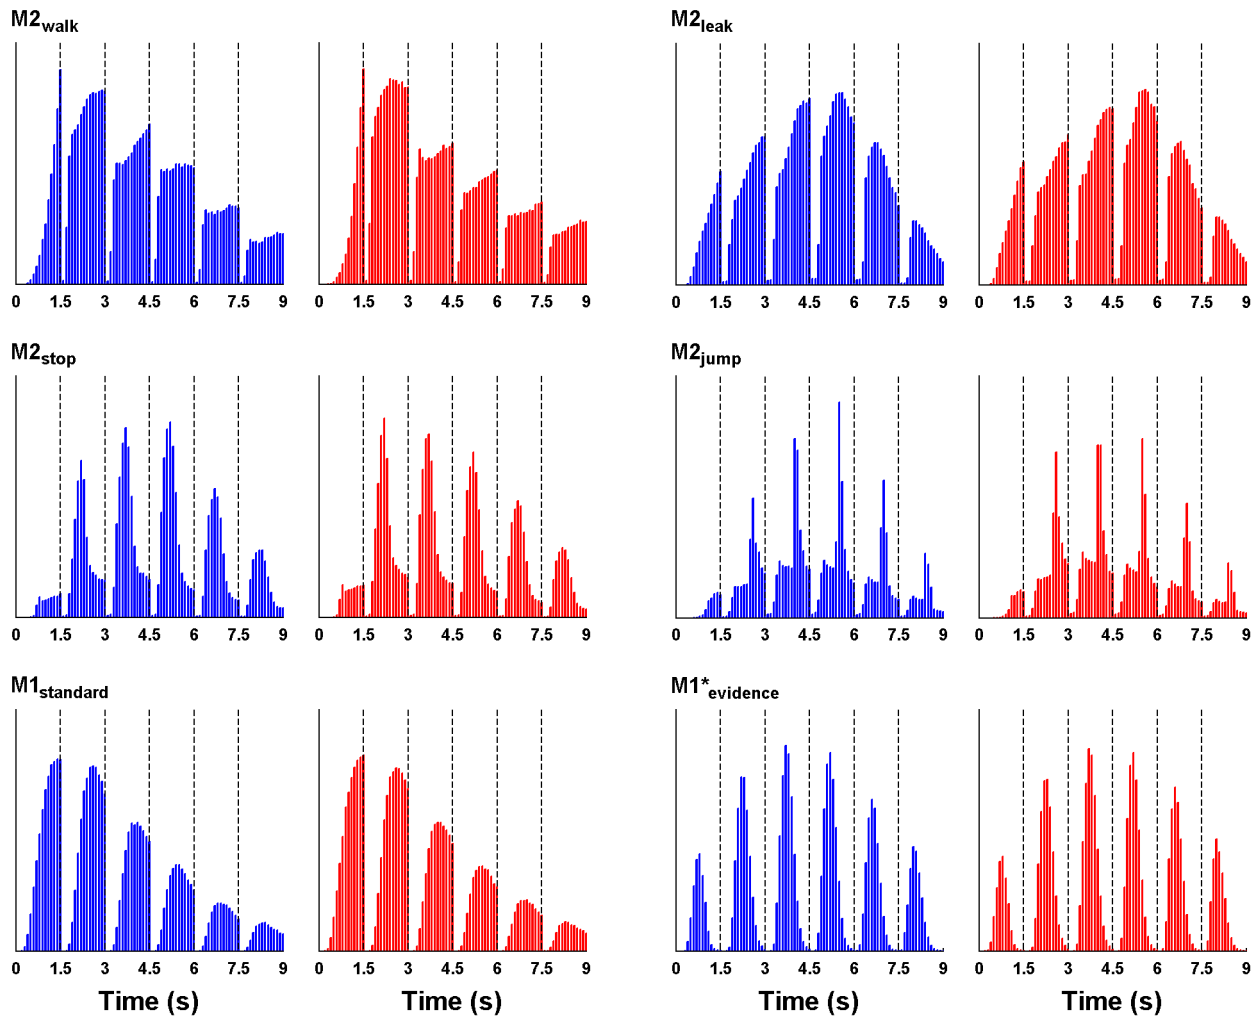 M2walk M2leak
0 1.5 3 4.5 6 7.5 9 0 1.5 3 4.5 6 7.5 9 0 1.5 3 4.5 6 7.5 9 0 1.5 3 4.5 6 7.5 9
M2stop M2jump
0 1.5 3 4.5 6 7.5 9 0 1.5 3 4.5 6 7.5 9 0 1.5 3 4.5 6 7.5 9 0 1.5 3 4.5 6 7.5 9
M1standard M1*evidence
0 1.5 3 4.5 6 7.5 9 0 1.5 3 4.5 6 7.5 9 0 1.5 3 4.5 6 7.5 9 0 1.5 3 4.5 6 7.5 9
Time (s) Time (s) Time (s) Time (s)